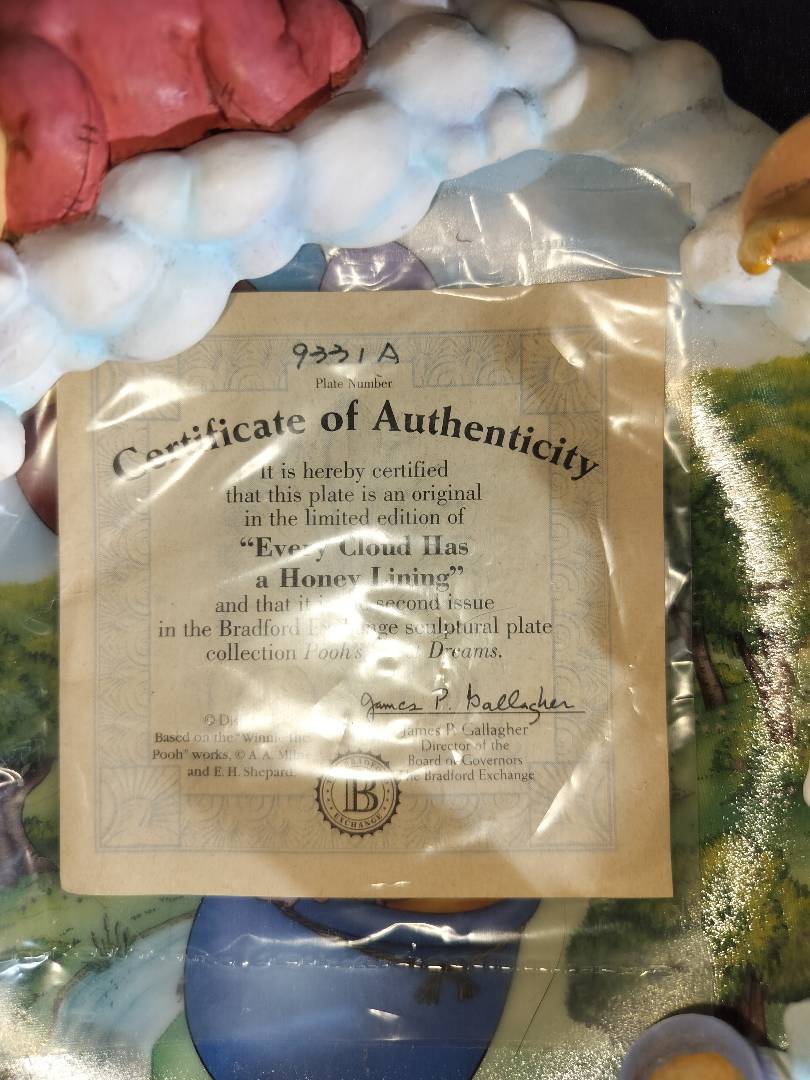 9331 A
Plate Number
Certificate of Authenticity
It is hereby certified
that this plate is an original
in the limited edition of
“Every Cloud Has
a Honey Lining”
and that it second issue
in the Bradford Exchange sculptural plate
collection Pooh's Dreams.
James P. Gallagher
James P. Gallagher
Director of the
Board of Governors
The Bradford Exchange
©
Based on the "Winnie the
Pooh" works, © A.A. Milne
and E.H. Shepard.
B
EXCHANGE